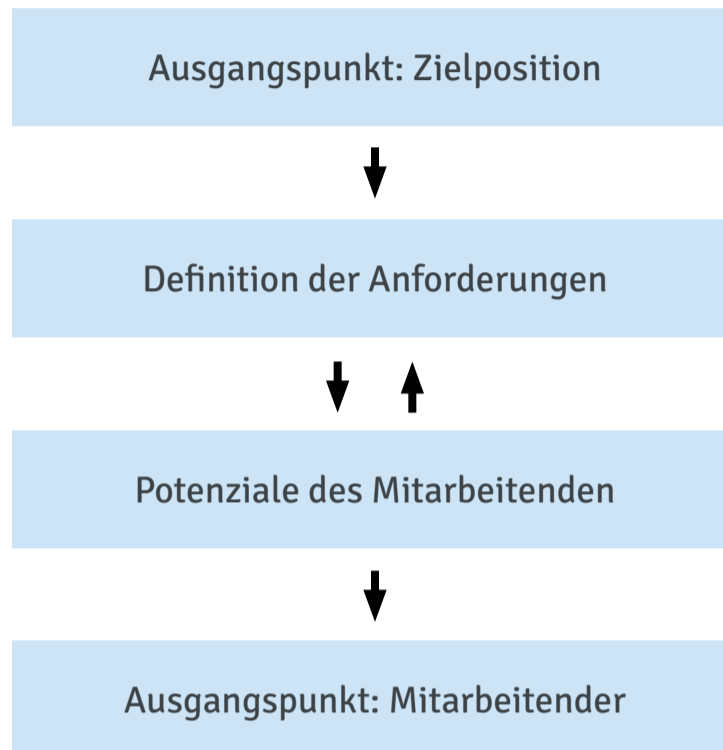 Ausgangspunkt: Zielposition
Definition der Anforderungen
Potenziale des Mitarbeitenden
Ausgangspunkt: Mitarbeitender